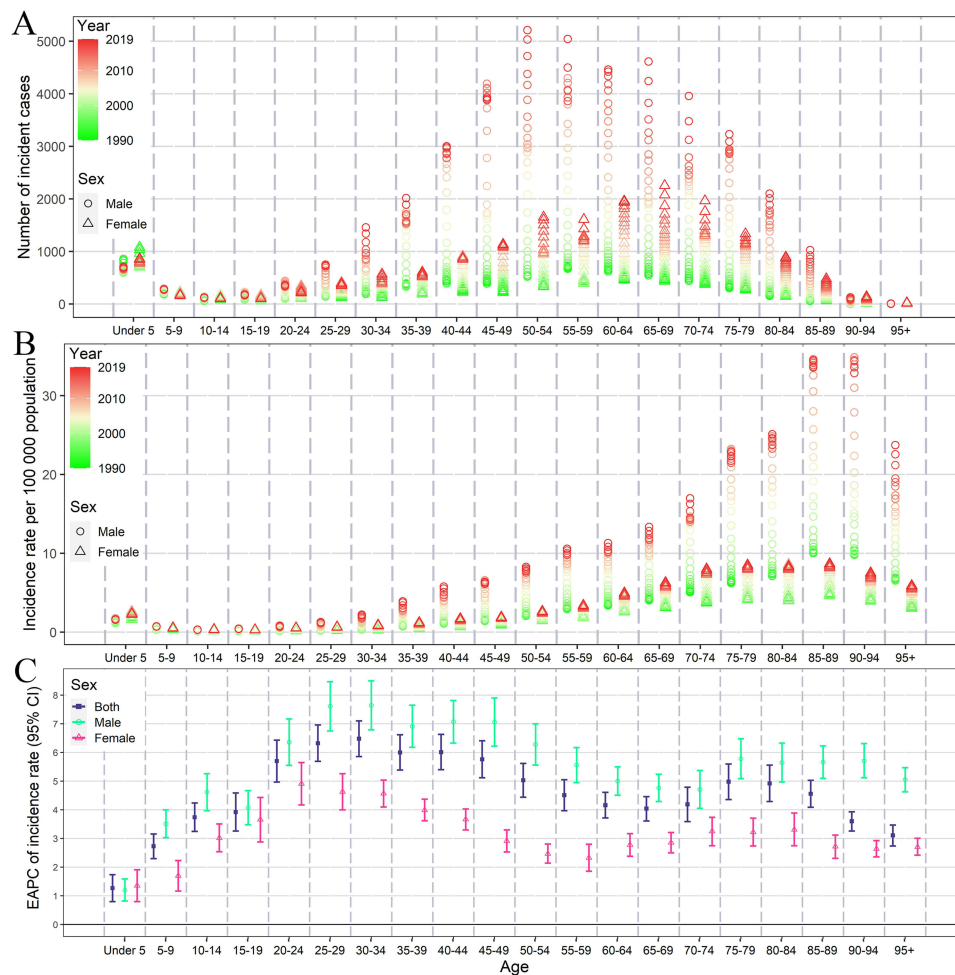 A
Year
2019
2010
2000
1990
Sex
Male
Female
Number of incident cases
5000
4000
3000
2000
1000
0
Under 5 5-9 10-14 15-19 20-24 25-29 30-34 35-39 40-44 45-49 50-54 55-59 60-64 65-69 70-74 75-79 80-84 85-89 90-94 95+
B
Year
2019
2010
2000
1990
Sex
Male
Female
Incidence rate per 100 000 population
30
20
10
0
Under 5 5-9 10-14 15-19 20-24 25-29 30-34 35-39 40-44 45-49 50-54 55-59 60-64 65-69 70-74 75-79 80-84 85-89 90-94 95+
C
Sex
Both
Male
Female
EAPC of incidence rate (95% CI)
8
7
6
5
4
3
2
1
0
Under 5 5-9 10-14 15-19 20-24 25-29 30-34 35-39 40-44 45-49 50-54 55-59 60-64 65-69 70-74 75-79 80-84 85-89 90-94 95+
Age